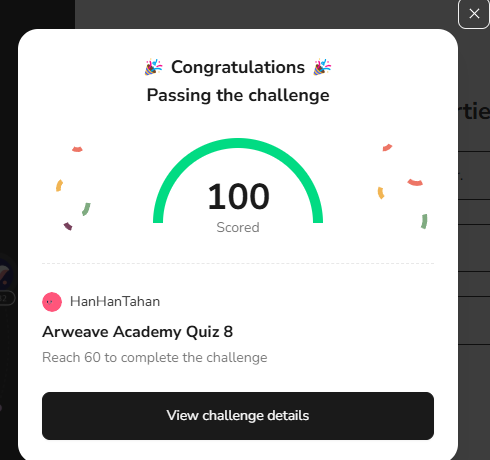 Congratulations
Passing the challenge
100
Scored
HanHanTahan
Arweave Academy Quiz 8
Reach 60 to complete the challenge
View challenge details